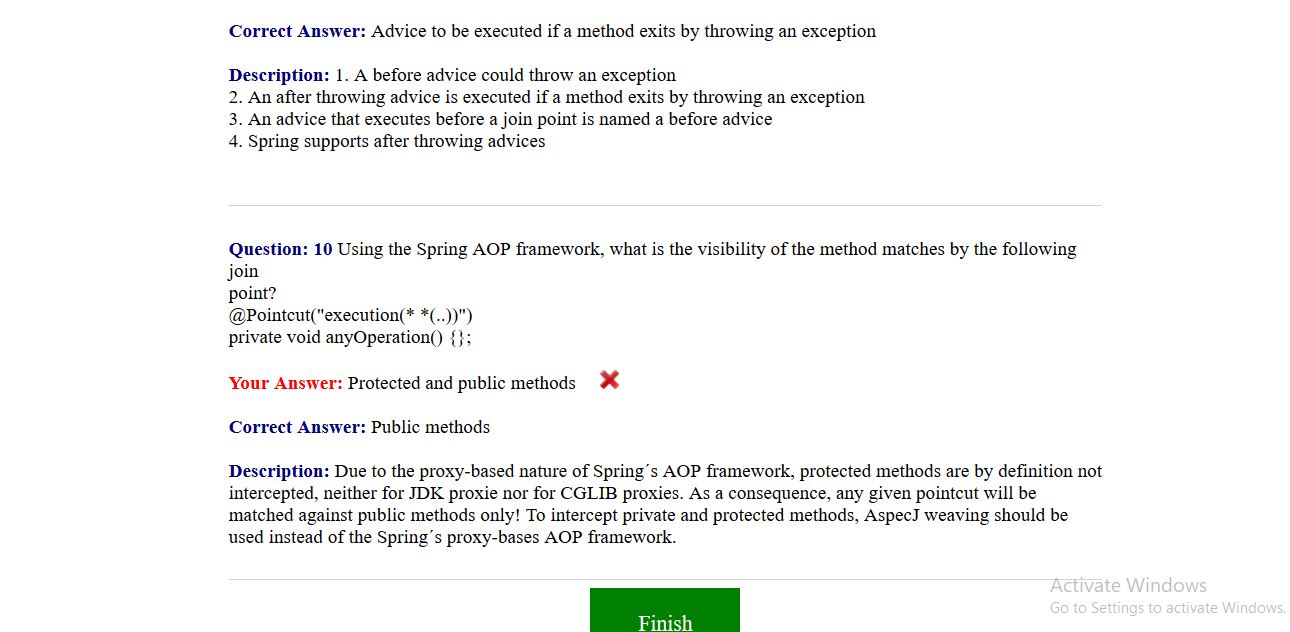 Correct Answer: Advice to be executed if a method exits by throwing an exception
Description: 1. A before advice could throw an exception
2. An after throwing advice is executed if a method exits by throwing an exception
3. An advice that executes before a join point is named a before advice
4. Spring supports after throwing advices
Question: 10 Using the Spring AOP framework, what is the visibility of the method matches by the following
join
point?
@Pointcut("execution(* *(..))")
private void anyOperation() {};
Your Answer: Protected and public methods
Correct Answer: Public methods
Description: Due to the proxy-based nature of Spring´s AOP framework, protected methods are by definition not
intercepted, neither for JDK proxie nor for CGLIB proxies. As a consequence, any given pointcut will be
matched against public methods only! To intercept private and protected methods, AspecJ weaving should be
used instead of the Spring´s proxy-bases AOP framework.
Activate Windows
Go to Settings to activate Windows.
Finish